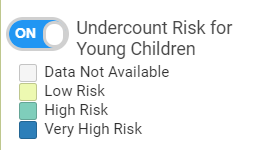 ON
Undercount Risk for
Young Children
Data Not Available
Low Risk
High Risk
Very High Risk